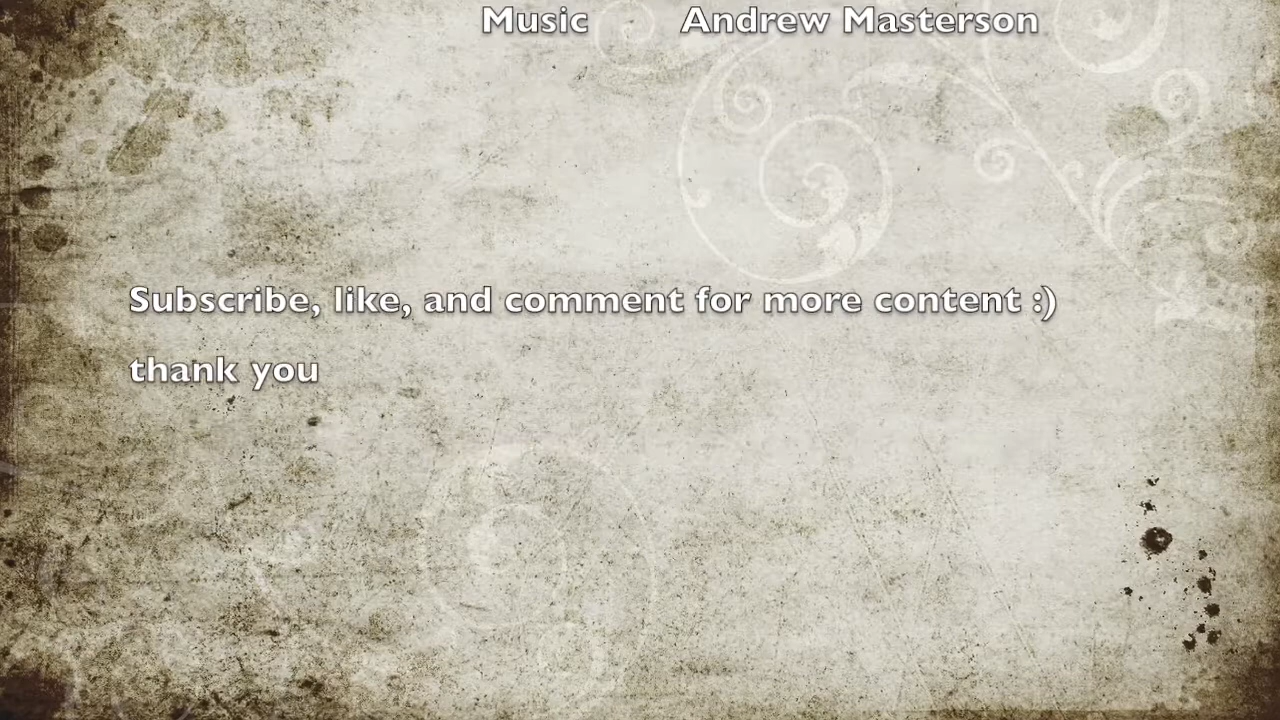 Music Andrew Masterson
Subscribe, like, and comment for more content :)
thank you